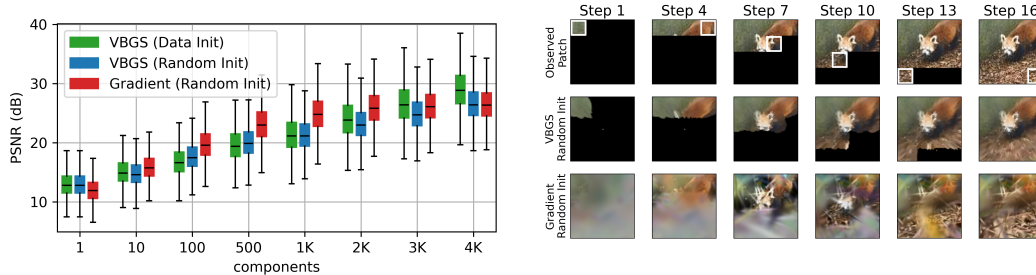 PSNR (dB)
40
30
20
10
VBGS (Data Init)
VBGS (Random Init)
Gradient (Random Init)
1
10
100
500
1K
2K
3K
4K
components
Step 1
Step 4
Step 7
Step 10
Step 13
Step 16
Observed
Patch
VBGS
Random Init
Gradient
Random Init